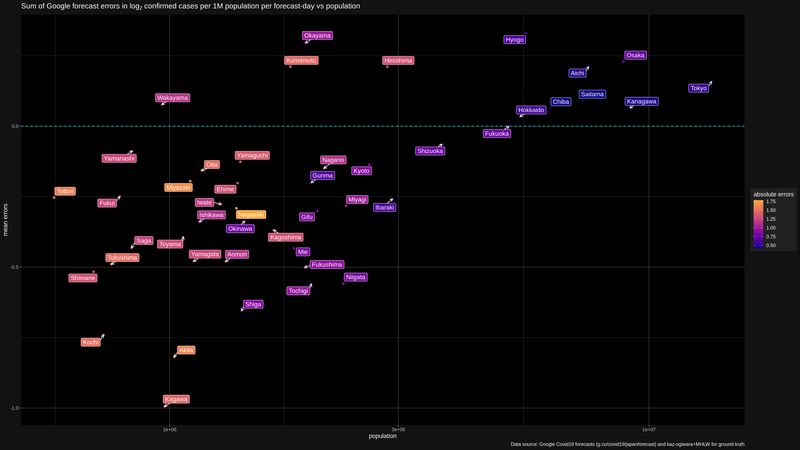 Sum of Google forecast errors in log₂ confirmed cases per 1M population per forecast-day vs population
Okayama
Hyogo
Kumamoto
Hiroshima
Osaka
Aichi
Tokyo
Wakayama
Saitama
Chiba
Kanagawa
Hokkaido
0.0
Fukuoka
Shizuoka
Yamanashi
Yamaguchi
Nagano
Oita
Kyoto
Gunma
Miyazaki
Ehime
Tottori
Fukui
Iwate
Miyagi
Ibaraki
Ishikawa
Nagasaki
Gifu
Okinawa
Saga
Toyama
Kagoshima
Tokushima
Yamagata
Aomori
Mie
-0.5
Fukushima
Shimane
Niigata
Tochigi
Shiga
Kochi
Akita
Kagawa
-1.0
mean errors
1e+06
3e+06
1e+07
population
absolute errors
1.75
1.50
1.25
1.00
0.75
0.50
Data source: Google Covid19 forecasts (g.co/covid19/japanforecast) and kaz-ogiwara+MHLW for ground-truth